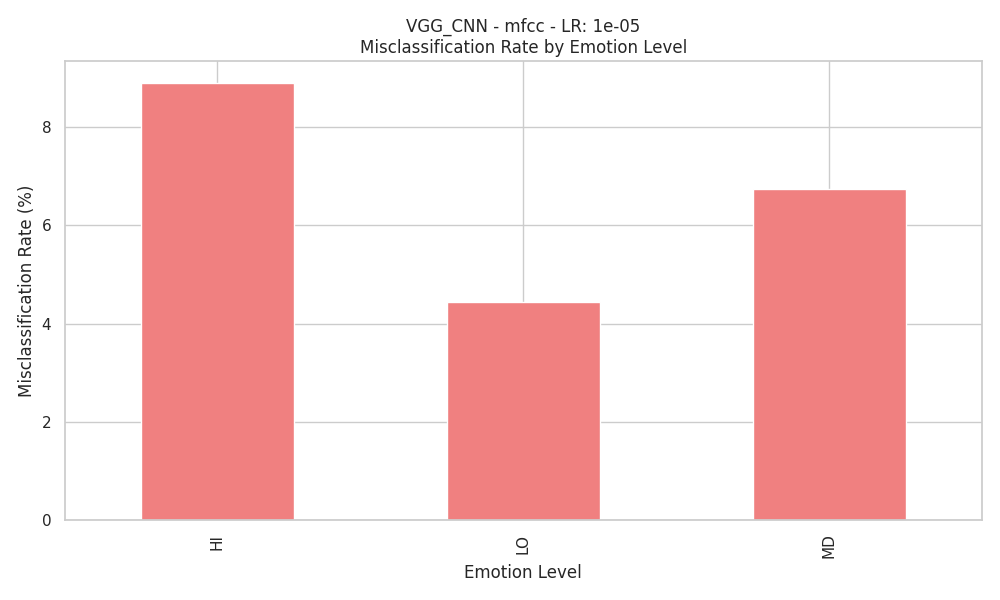 VGG_CNN - mfcc - LR: 1e-05
Misclassification Rate by Emotion Level
Misclassification Rate (%)
8
6
4
2
0
HI
LO
MD
Emotion Level